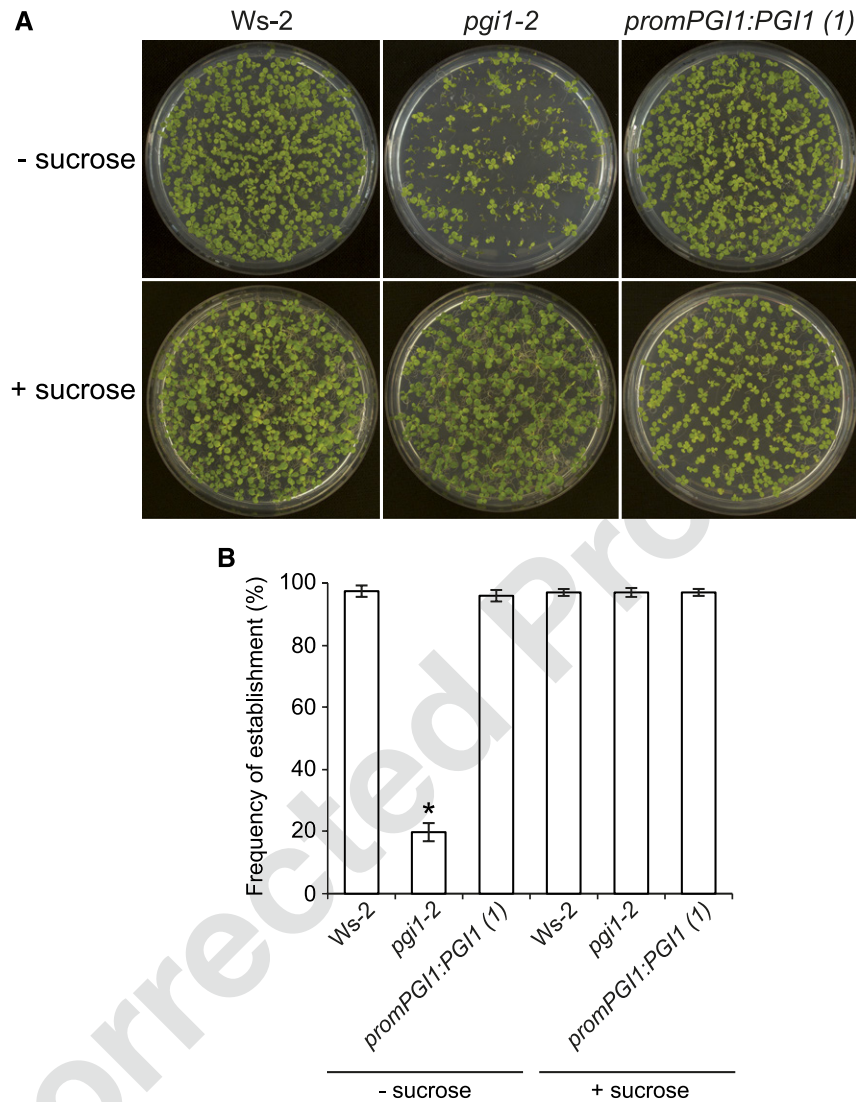 A
Ws-2
pgi1-2
promPGI1:PGI1 (1)
- sucrose
+ sucrose
B
Frequency of establishment (%)
100
80
60
40
20
0
*
Ws-2
pgi1-2
promPGI1:PGI1 (1)
Ws-2
pgi1-2
promPGI1:PGI1 (1)
- sucrose
+ sucrose
orrected Pro